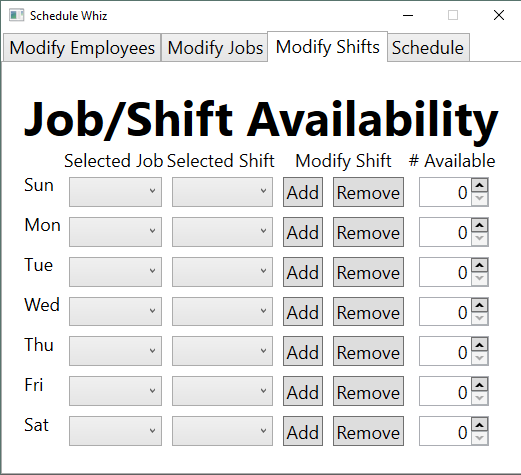 Schedule Whiz
Modify Employees Modify Jobs Modify Shifts Schedule
Job/Shift Availability
Selected Job Selected Shift Modify Shift # Available
Sun Add Remove 0
Mon Add Remove 0
Tue Add Remove 0
Wed Add Remove 0
Thu Add Remove 0
Fri Add Remove 0
Sat Add Remove 0